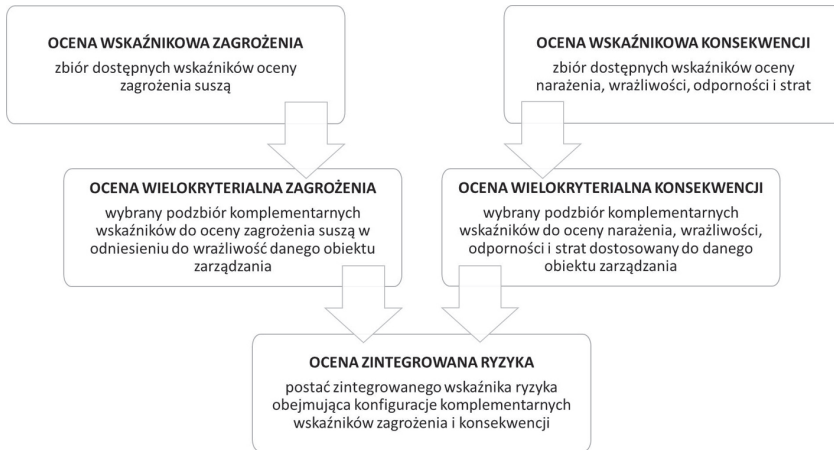 OCENA WSKAŹNIKOWA ZAGROŻENIA
zbiór dostępnych wskaźników oceny
zagrożenia suszą
OCENA WSKAŹNIKOWA KONSEKWENCJI
zbiór dostępnych wskaźników oceny
narażenia, wrażliwości, odporności i strat
OCENA WIELOKRYTERIALNA ZAGROŻENIA
wybrany podzbiór komplementarnych
wskaźników do oceny zagrożenia suszą w
odniesieniu do wrażliwość danego obiektu
zarządzania
OCENA WIELOKRYTERIALNA KONSEKWENCJI
wybrany podzbiór komplementarnych
wskaźników do oceny narażenia, wrażliwości,
odporności i strat dostosowany do danego
obiektu zarządzania
OCENA ZINTEGROWANA RYZYKA
postać zintegrowanego wskaźnika ryzyka
obejmująca konfiguracje komplementarnych
wskaźników zagrożenia i konsekwencji